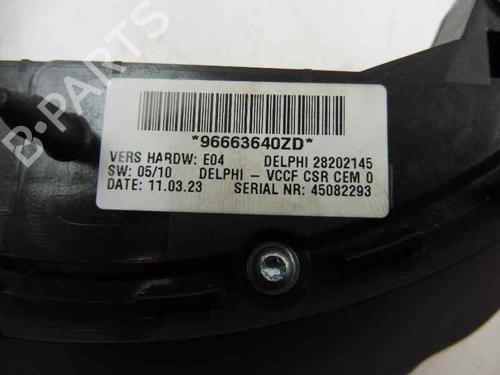 B-PARTS
*96663640ZD*
VERS HARDW: E04 DELPHI 28202145
SW: 05/10 DELPHI - VCCF CSR CEM 0
DATE: 11.03.23 SERIAL NR: 45082293